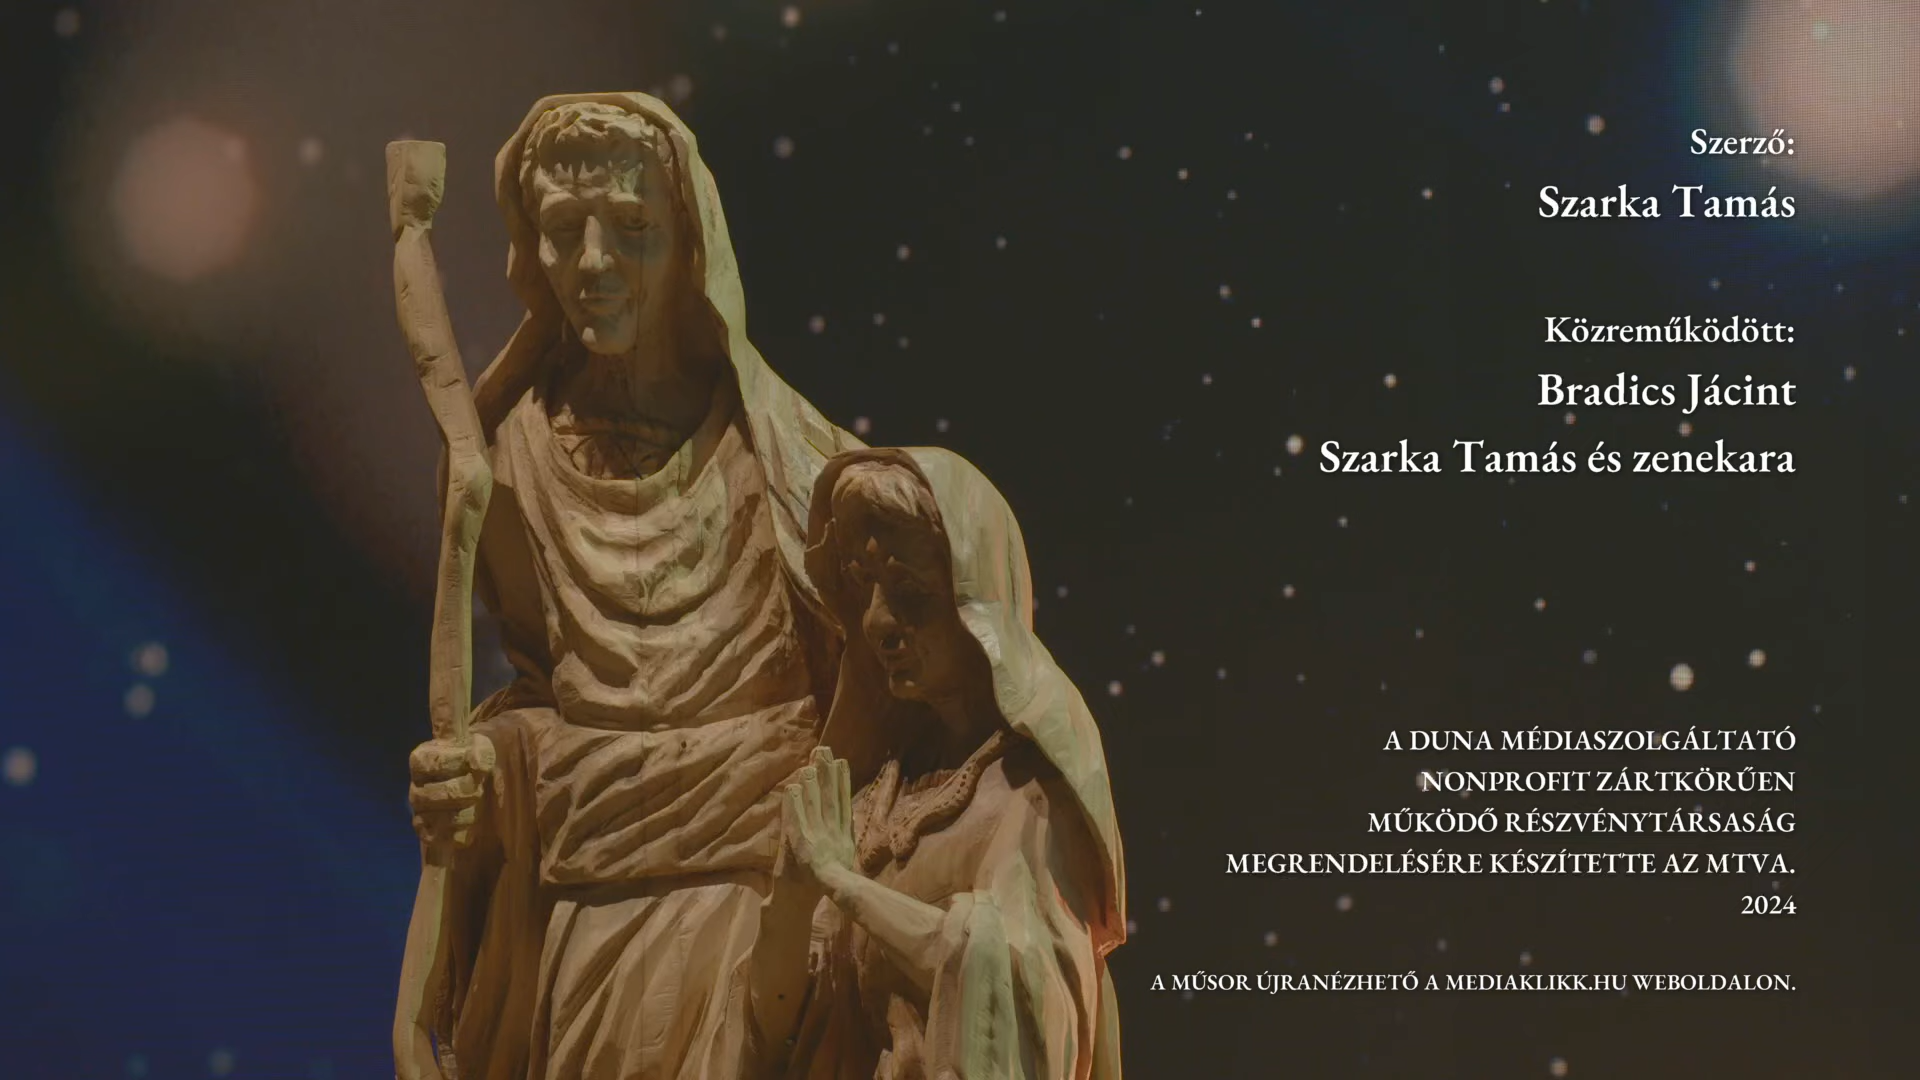 Szerző:
Szarka Tamás
Közreműködött:
Bradics Jácint
Szarka Tamás és zenekara
A DUNA MÉDIASZOLGÁLTATÓ
NONPROFIT ZÁRTKÖRŰEN
MŰKÖDŐ RÉSZVÉNYTÁRSASÁG
MEGRENDELÉSÉRE KÉSZÍTETTE AZ MTVA.
2024
A MŰSOR ÚJRANÉZHETŐ A MEDIAKLIKK.HU WEBOLDALON.